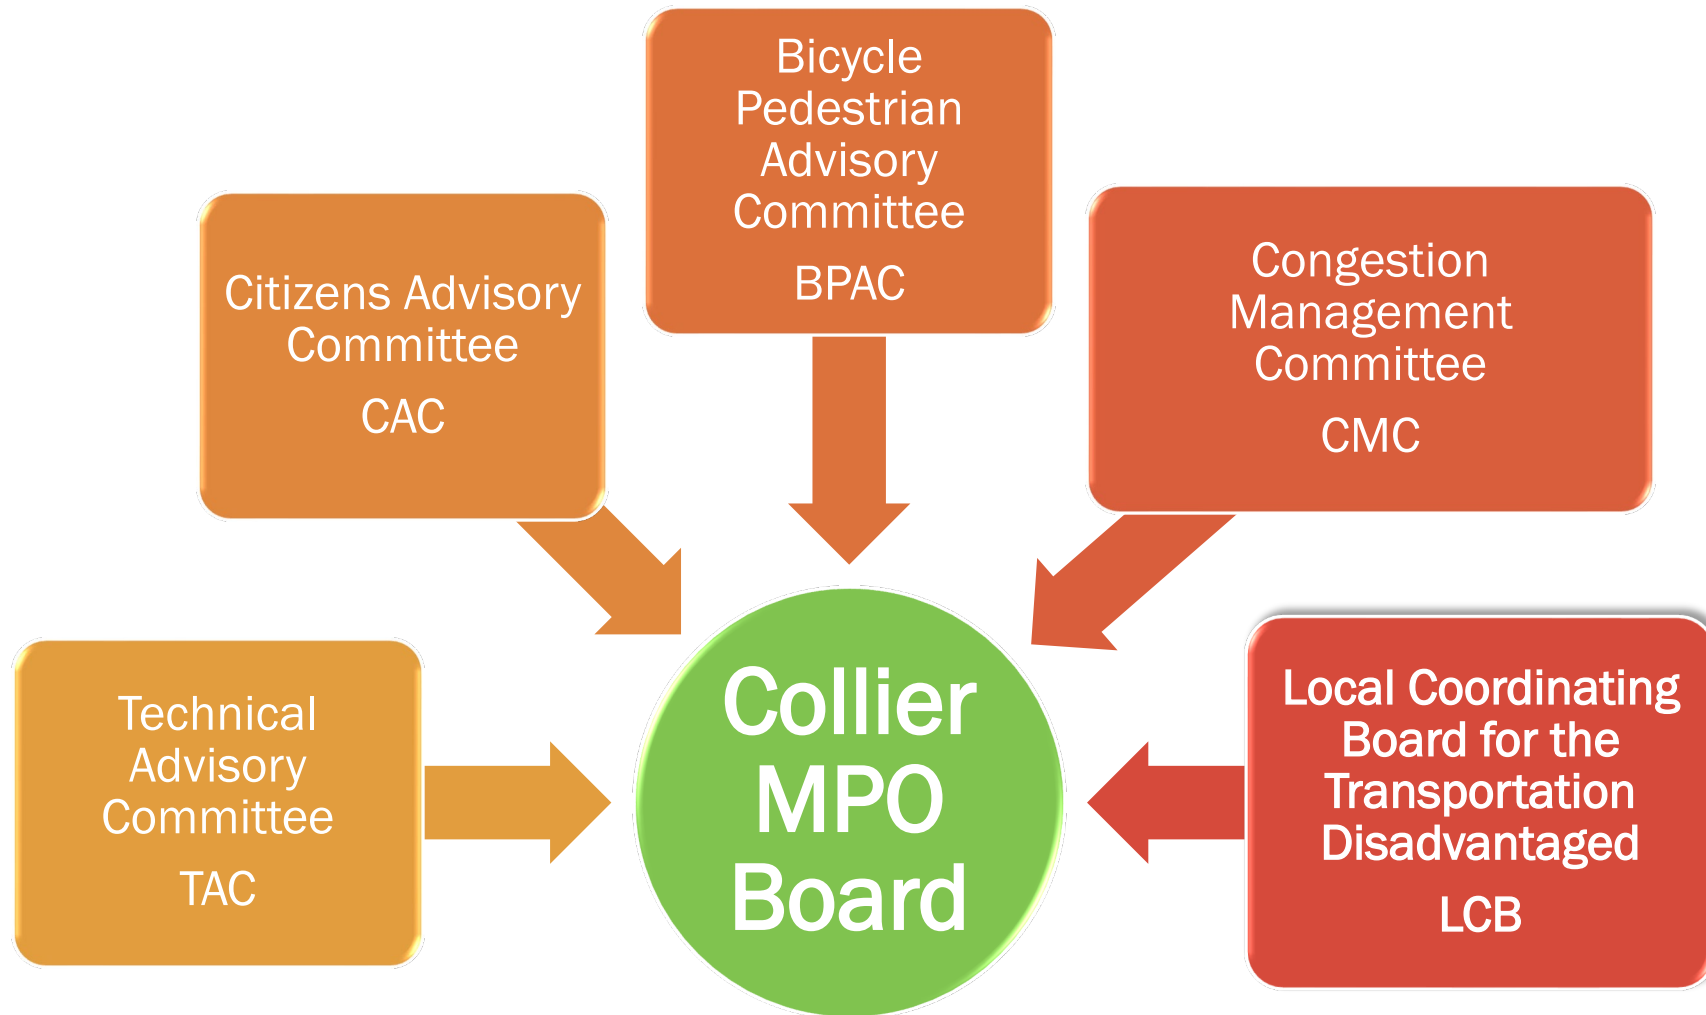 Bicycle
Pedestrian
Advisory
Committee
BPAC
Citizens Advisory
Committee
CAC
Congestion
Management
Committee
CMC
Technical
Advisory
Committee
TAC
Collier
MPO
Board
Local Coordinating
Board for the
Transportation
Disadvantaged
LCB